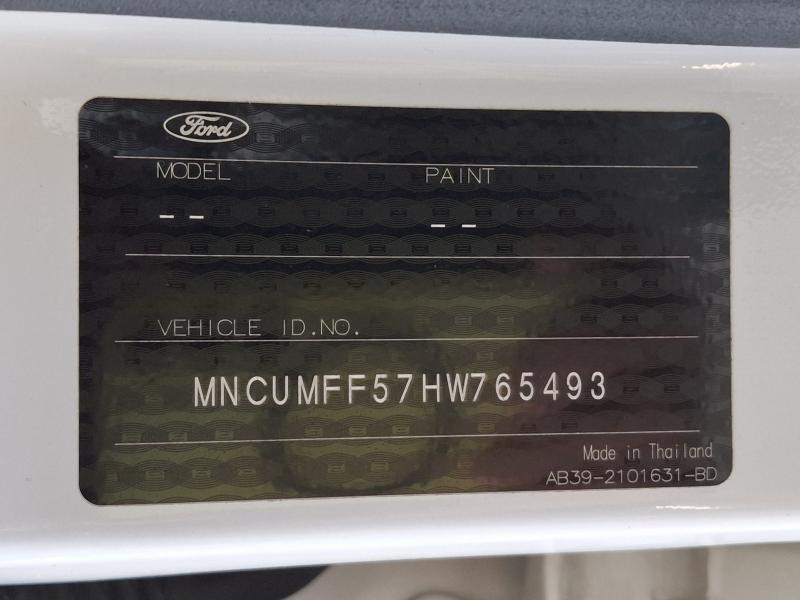 Ford
MODEL PAINT
-- --
VEHICLE ID.NO.
MNCUMFF57HW765493
Made in Thailand
AB39-2101631-BD